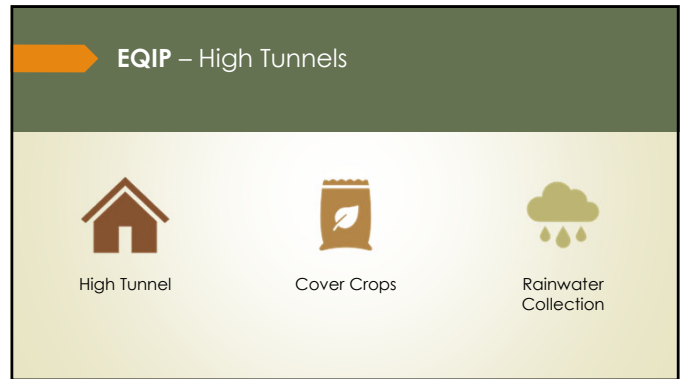 EQIP – High Tunnels
High Tunnel
Cover Crops
Rainwater
Collection